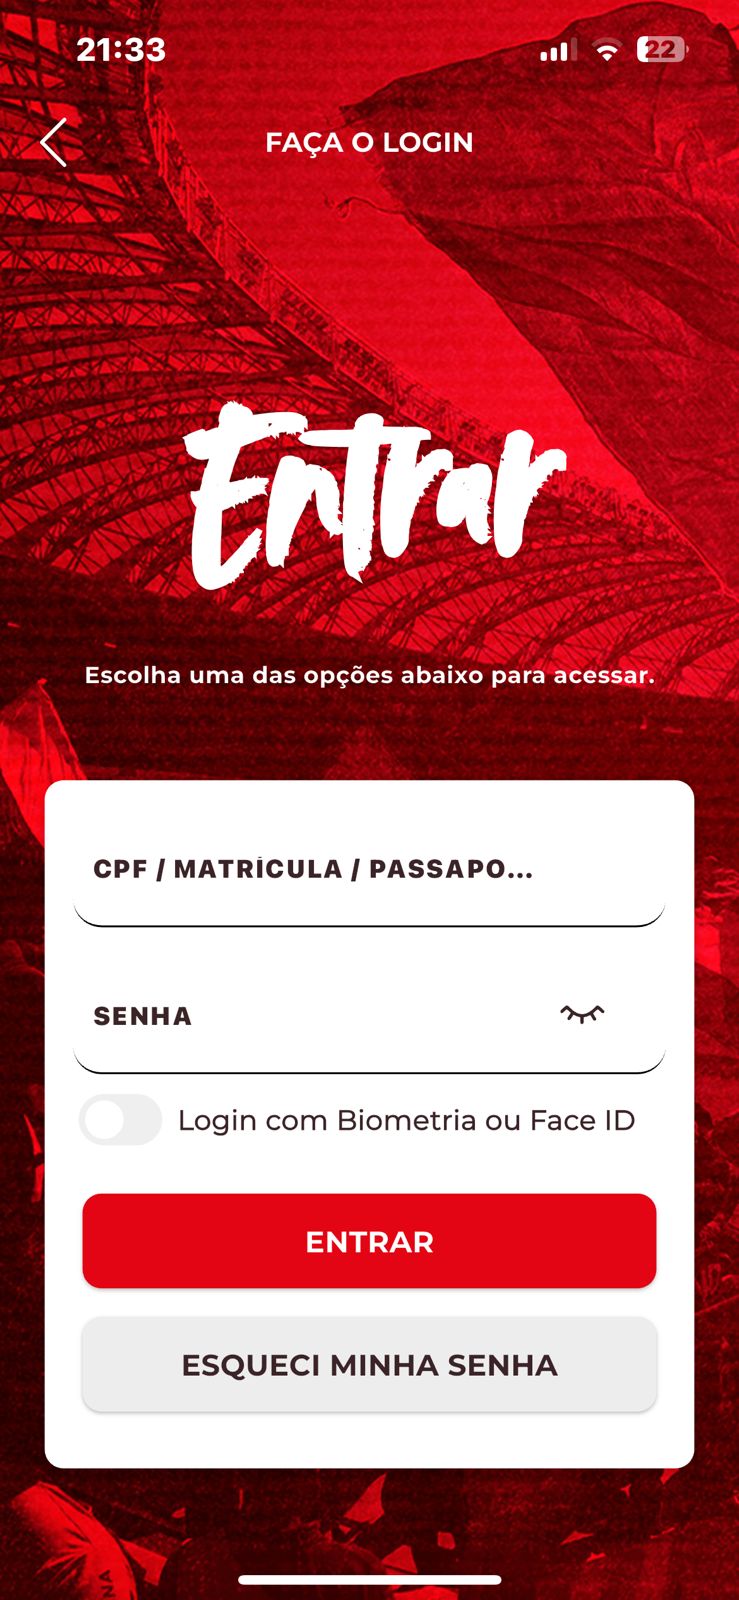 21:33
22
FAÇA O LOGIN
Entrar
Escolha uma das opções abaixo para acessar.
CPF / MATRÍCULA / PASSAPO...
SENHA
Login com Biometria ou Face ID
ENTRAR
ESQUECI MINHA SENHA